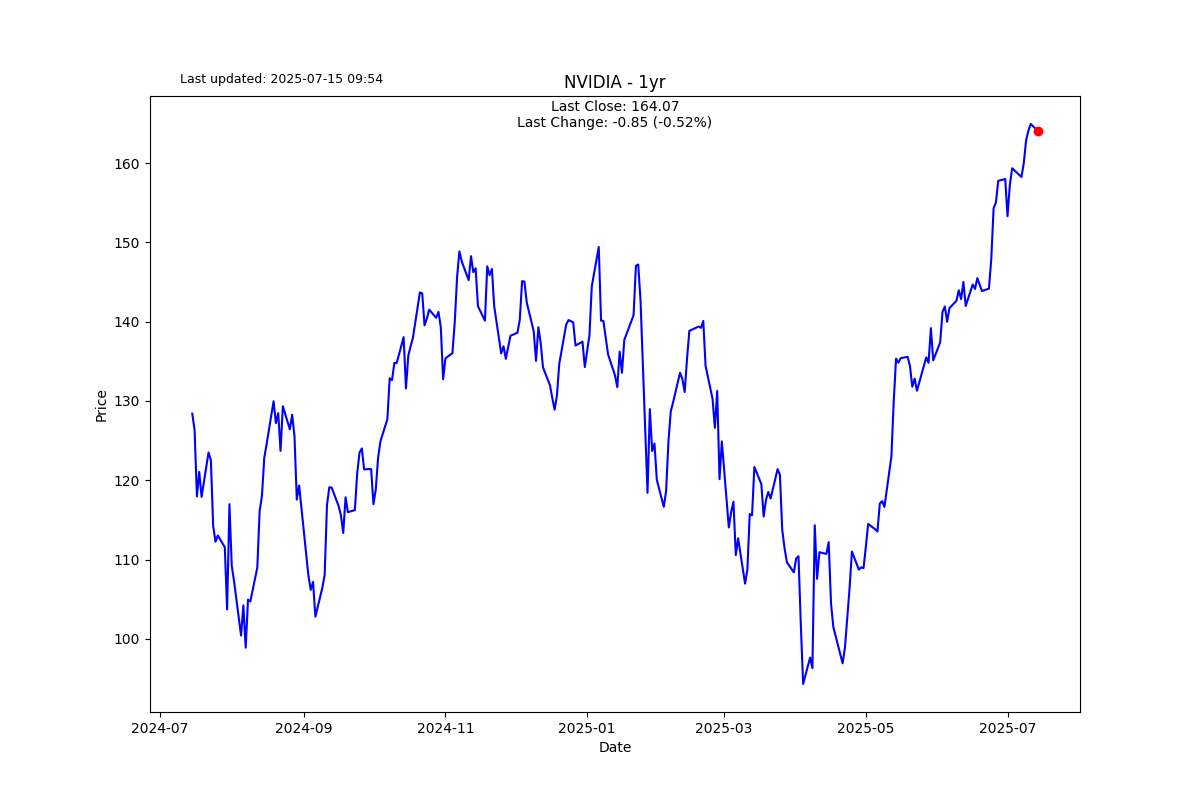 Last updated: 2025-07-15 09:54
NVIDIA - 1yr
Last Close: 164.07
Last Change: -0.85 (-0.52%)
160
150
140
130
120
110
100
Price
2024-07
2024-09
2024-11
2025-01
2025-03
2025-05
2025-07
Date